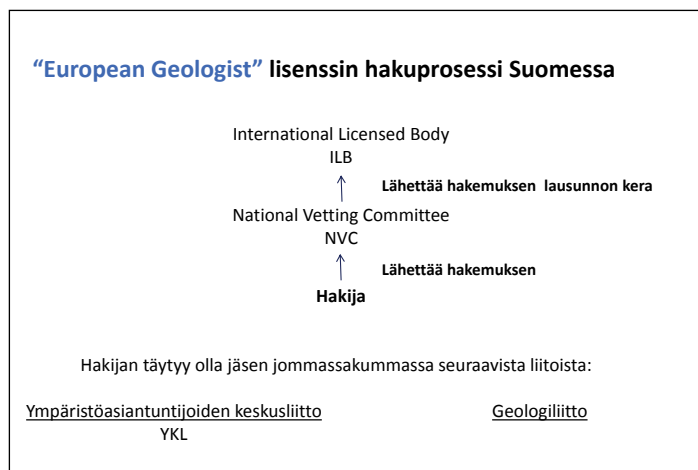 “European Geologist” lisenssin hakuprosessi Suomessa
International Licensed Body
ILB
Lähettää hakemuksen lausunnon kera
National Vetting Committee
NVC
Lähettää hakemuksen
Hakija
Hakijan täytyy olla jäsen jommassakummassa seuraavista liitoista:
Ympäristöasiantuntijoiden keskusliitto
YKL
Geologiliitto